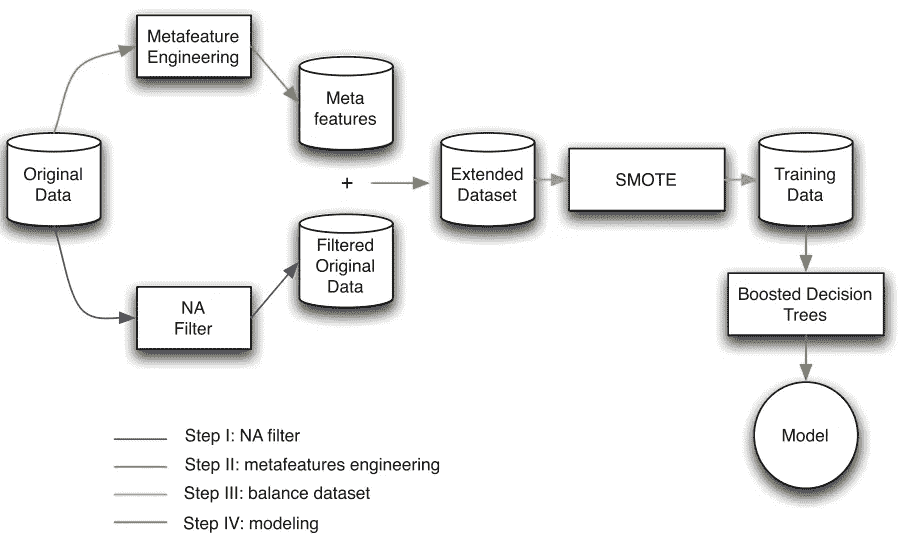 Metafeature
Engineering
Meta
features
Original
Data
+
Extended
Dataset
SMOTE
Training
Data
Filtered
Original
Data
NA
Filter
Boosted Decision
Trees
Model
Step I: NA filter
Step II: metafeatures engineering
Step III: balance dataset
Step IV: modeling